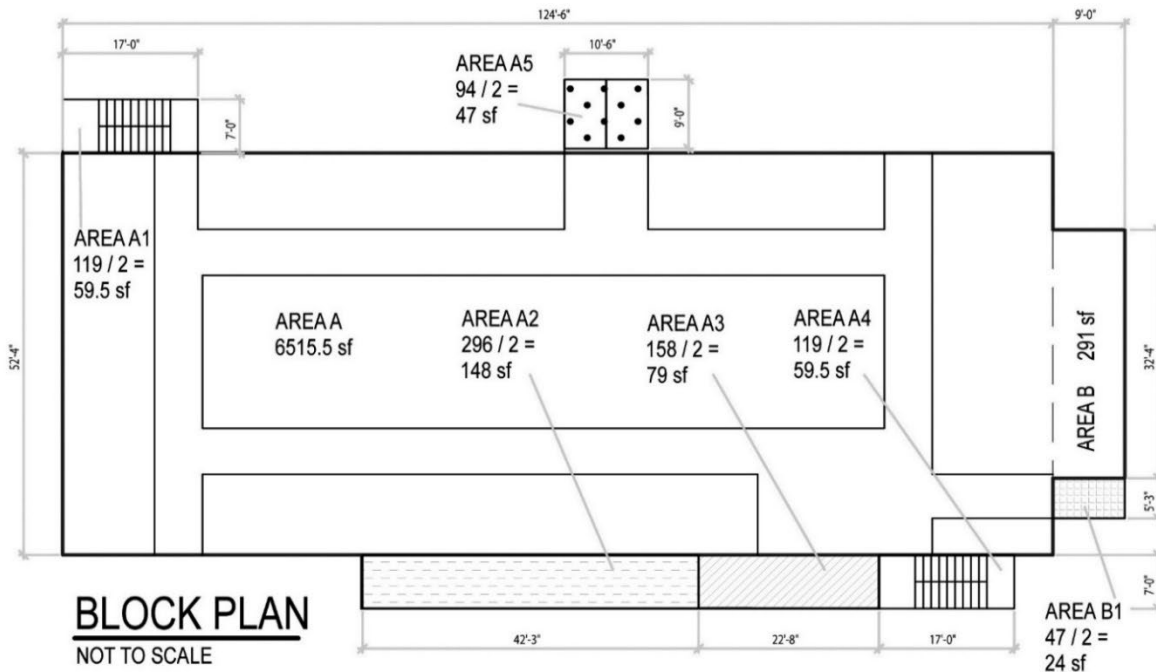 124'-6"
9'-0"
17'-0"
10'-6"
AREA A5
94 / 2 =
47 sf
9'-0"
7'-0"
AREA A1
119 / 2 =
59.5 sf
AREA A
6515.5 sf
AREA A2
296 / 2 =
148 sf
AREA A3
158 / 2 =
79 sf
AREA A4
119 / 2 =
59.5 sf
AREA B 291 sf
52'-4"
32'-4"
5'-3"
7'-0"
BLOCK PLAN
NOT TO SCALE
42'-3"
22'-8"
17'-0"
AREA B1
47 / 2 =
24 sf